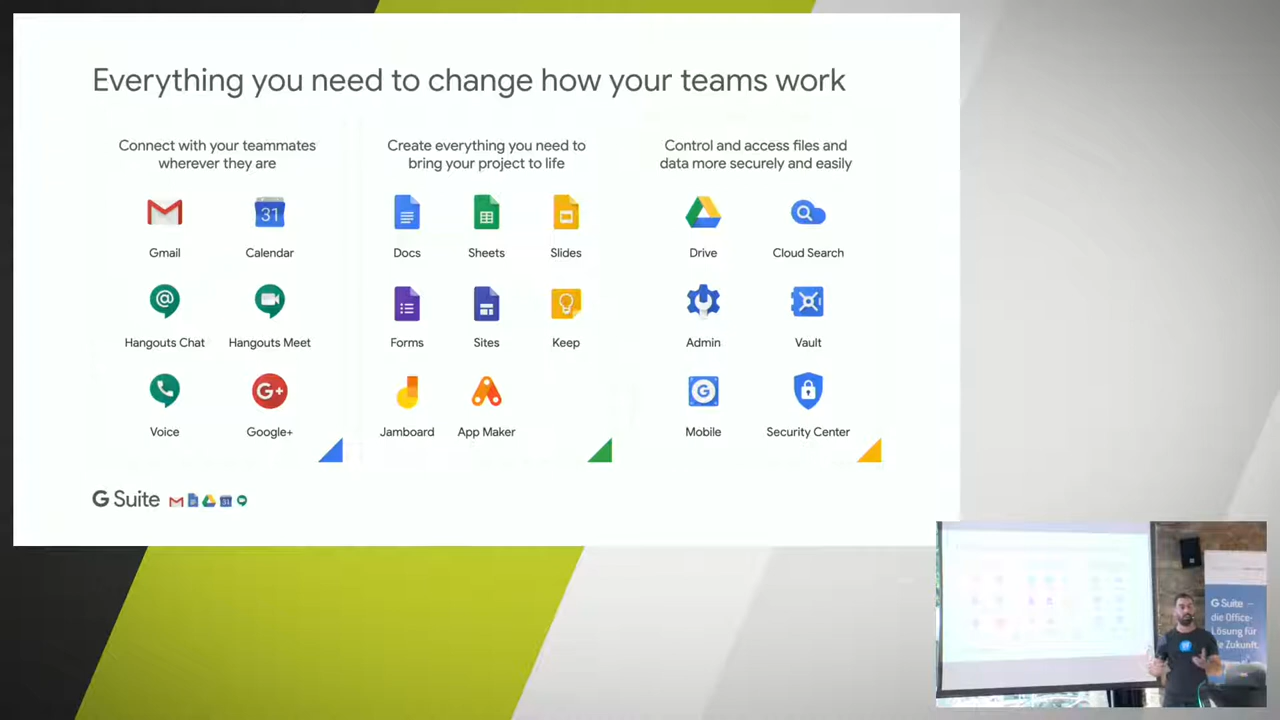 Everything you need to change how your teams work
Connect with your teammates
wherever they are
Gmail
31
Calendar
@
Hangouts Chat
Hangouts Meet
Voice
G+
Google+
Create everything you need to
bring your project to life
Docs
Sheets
Slides
Forms
Sites
Keep
Jamboard
App Maker
Control and access files and
data more securely and easily
Drive
Cloud Search
Admin
Vault
G
Mobile
Security Center
G Suite
31
G Suite –
die Office-
Lösung für
die Zukunft.